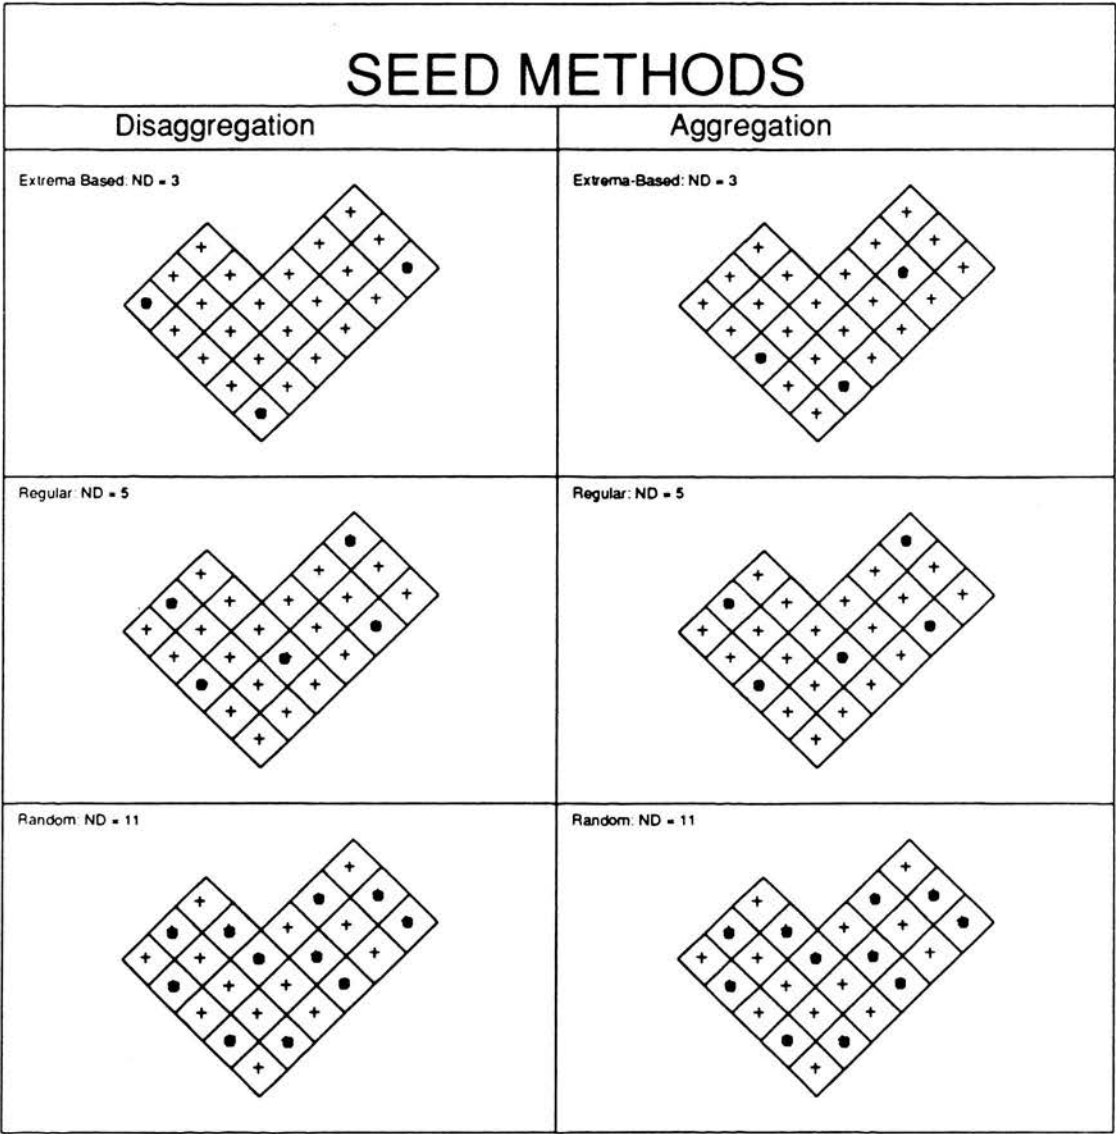 SEED METHODS
Disaggregation
Aggregation
Extrema Based: ND = 3
Extrema-Based: ND = 3
Regular: ND = 5
Regular: ND = 5
Random: ND = 11
Random: ND = 11